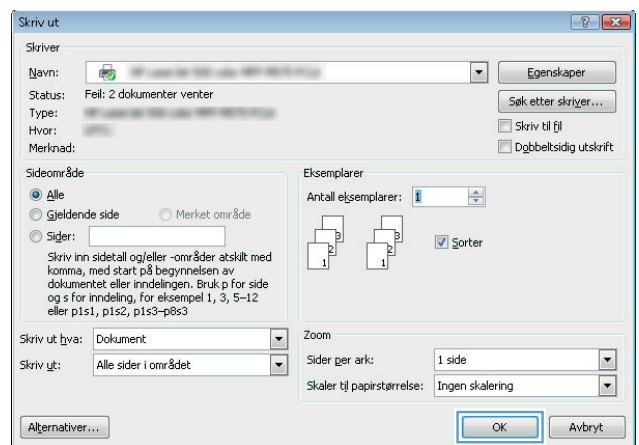 Skriv ut
Skriver
Navn:
Egenskaper
Status: Feil: 2 dokumenter venter
Søk etter skriver...
Type:
Hvor:
Skriv til fil
Merknad:
Dobbeltsidig utskrift
Sideområde
Alle
Gjeldende side Merket område
Sider:
Skriv inn sidetall og/eller -områder atskilt med
komma, med start på begynnelsen av
dokumentet eller inndelingen. Bruk p for side
og s for inndeling, for eksempel 1, 3, 5–12
eller p1s1, p1s2, p1s3–p8s3
Eksemplarer
Antall eksemplarer: 1
3 3
2 2
1 1
Sorter
Skriv ut hva: Dokument
Skriv ut: Alle sider i området
Zoom
Sider per ark: 1 side
Skaler til papirstørrelse: Ingen skalering
Alternativer...
OK
Avbryt